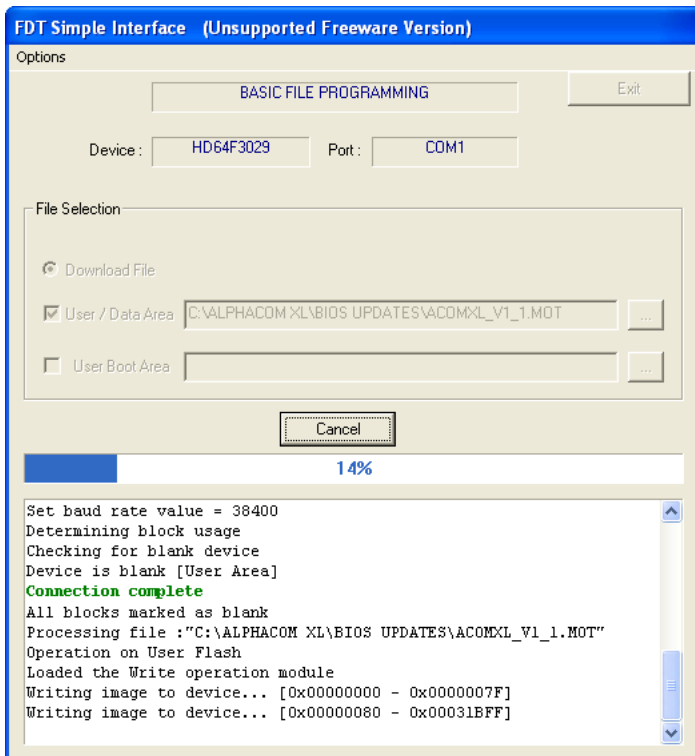 FDT Simple Interface (Unsupported Freeware Version)
Options
BASIC FILE PROGRAMMING
Exit
Device : HD64F3029 Port : COM1
File Selection
Download File
User / Data Area C:\ALPHACOM XL\BIOS UPDATES\ACOMXL_V1_1.MOT ...
User Boot Area ...
Cancel
14%
Set baud rate value = 38400
Determining block usage
Checking for blank device
Device is blank [User Area]
Connection complete
All blocks marked as blank
Processing file :"C:\ALPHACOM XL\BIOS UPDATES\ACOMXL_V1_1.MOT"
Operation on User Flash
Loaded the Write operation module
Writing image to device... [0x00000000 - 0x0000007F]
Writing image to device... [0x00000080 - 0x00031BFF]